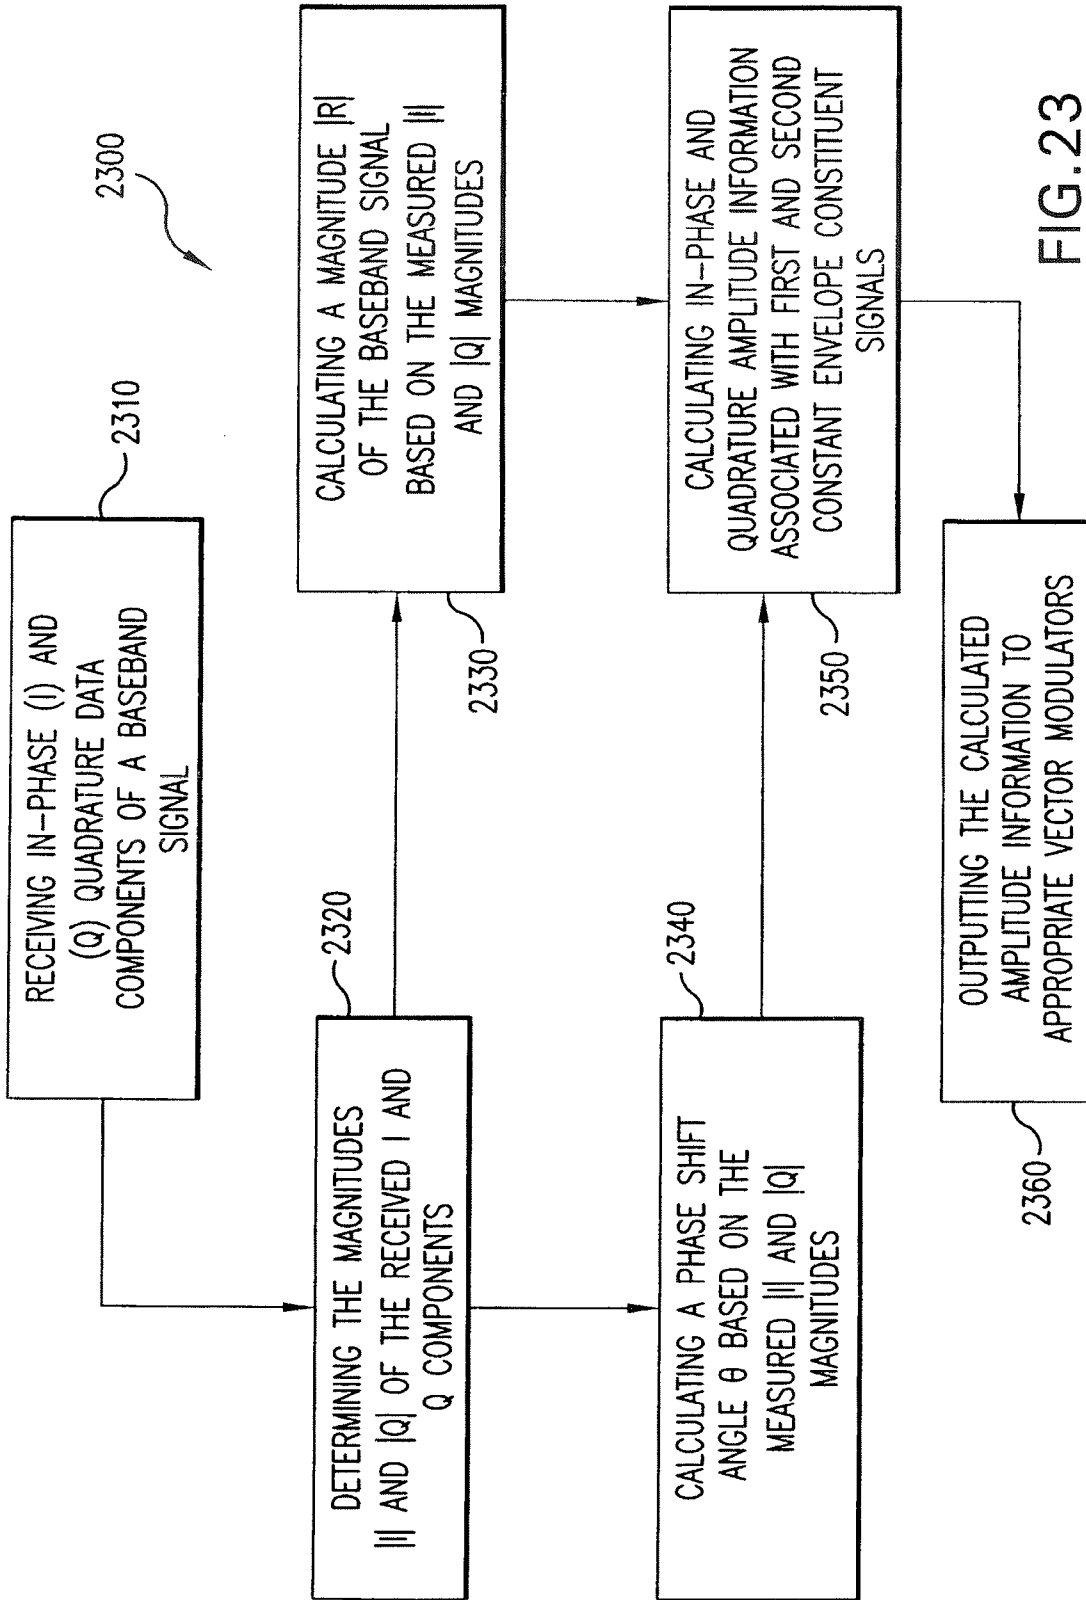 2300
2310
RECEIVING IN-PHASE (I) AND
(Q) QUADRATURE DATA
COMPONENTS OF A BASEBAND
SIGNAL
2320
DETERMINING THE MAGNITUDES
|I| AND |Q| OF THE RECEIVED I AND
Q COMPONENTS
2330
CALCULATING A MAGNITUDE |R|
OF THE BASEBAND SIGNAL
BASED ON THE MEASURED |I|
AND |Q| MAGNITUDES
2340
CALCULATING A PHASE SHIFT
ANGLE θ BASED ON THE
MEASURED |I| AND |Q|
MAGNITUDES
2350
CALCULATING IN-PHASE AND
QUADRATURE AMPLITUDE INFORMATION
ASSOCIATED WITH FIRST AND SECOND
CONSTANT ENVELOPE CONSTITUENT
SIGNALS
2360
OUTPUTTING THE CALCULATED
AMPLITUDE INFORMATION TO
APPROPRIATE VECTOR MODULATORS
FIG.23